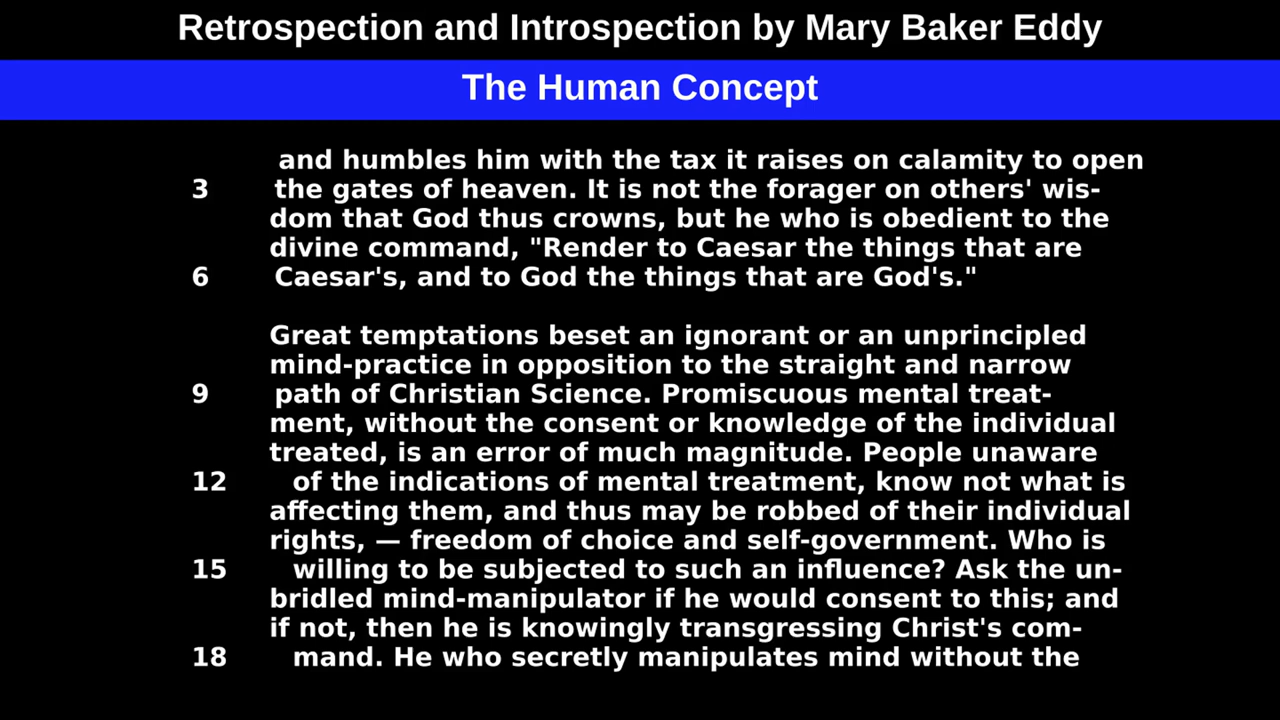 Retrospection and Introspection by Mary Baker Eddy
The Human Concept
and humbles him with the tax it raises on calamity to open
3 the gates of heaven. It is not the forager on others' wis-
dom that God thus crowns, but he who is obedient to the
divine command, "Render to Caesar the things that are
6 Caesar's, and to God the things that are God's."
Great temptations beset an ignorant or an unprincipled
mind-practice in opposition to the straight and narrow
9 path of Christian Science. Promiscuous mental treat-
ment, without the consent or knowledge of the individual
treated, is an error of much magnitude. People unaware
12 of the indications of mental treatment, know not what is
affecting them, and thus may be robbed of their individual
rights, — freedom of choice and self-government. Who is
15 willing to be subjected to such an influence? Ask the un-
bridled mind-manipulator if he would consent to this; and
if not, then he is knowingly transgressing Christ's com-
18 mand. He who secretly manipulates mind without the